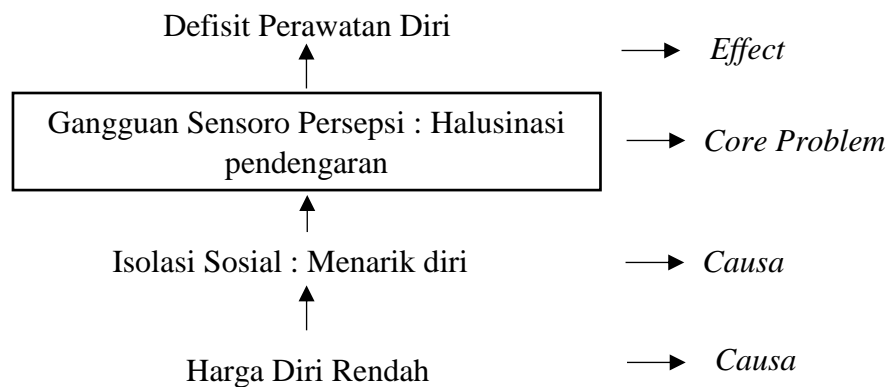 Defisit Perawatan Diri
Effect
Gangguan Sensoro Persepsi : Halusinasi
pendengaran
Core Problem
Isolasi Sosial : Menarik diri
Causa
Harga Diri Rendah
Causa